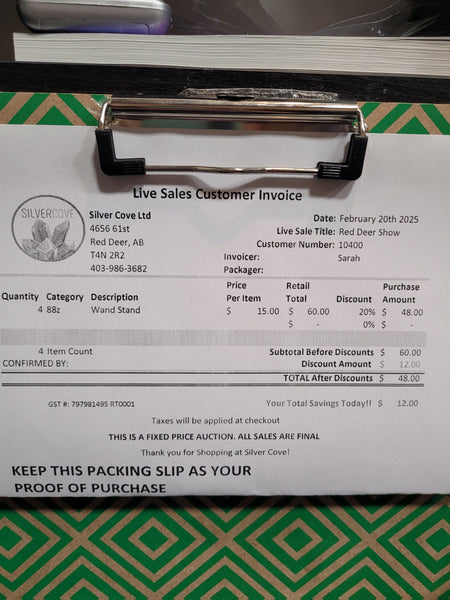 Live Sales Customer Invoice
SILVERCOVE
Silver Cove Ltd
4656 61st
Red Deer, AB
T4N 2R2
403-986-3682
Date: February 20th 2025
Live Sale Title: Red Deer Show
Customer Number: 10400
Invoicer: Sarah
Packager:
Quantity Category Description Price Per Item Retail Total Discount Purchase Amount
4 88z Wand Stand $ 15.00 $ 60.00 20% $ 48.00
$ - 0% $ -
4 Item Count Subtotal Before Discounts $ 60.00
CONFIRMED BY: Discount Amount $ 12.00
TOTAL After Discounts $ 48.00
GST #: 797981495 RT0001 Your Total Savings Today!! $ 12.00
Taxes will be applied at checkout
THIS IS A FIXED PRICE AUCTION. ALL SALES ARE FINAL
Thank you for Shopping at Silver Cove!
KEEP THIS PACKING SLIP AS YOUR
PROOF OF PURCHASE